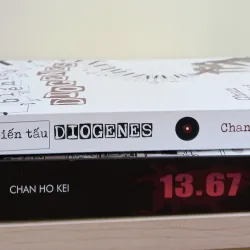 iến tấu DIOGENES Chan
CHAN HO KEI 13.67